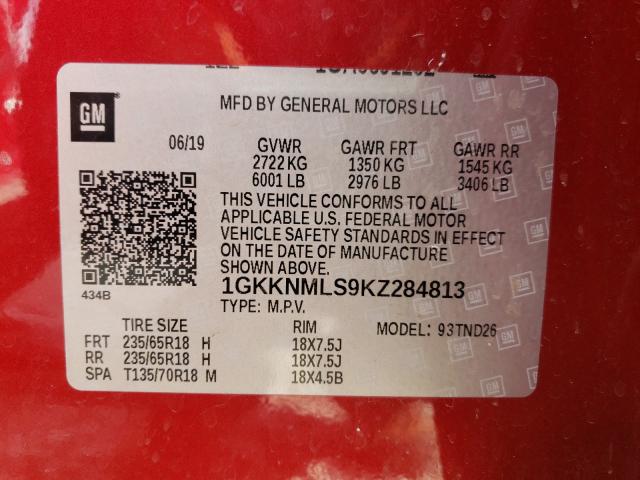 MFD BY GENERAL MOTORS LLC
GM
06/19 GVWR GAWR FRT GAWR RR
2722 KG 1350 KG 1545 KG
6001 LB 2976 LB 3406 LB
THIS VEHICLE CONFORMS TO ALL
APPLICABLE U.S. FEDERAL MOTOR
VEHICLE SAFETY STANDARDS IN EFFECT
ON THE DATE OF MANUFACTURE
SHOWN ABOVE.
1GKKNMLS9KZ284813
434B
TYPE: M.P.V.
TIRE SIZE RIM MODEL: 93TND26
FRT 235/65R18 H 18X7.5J
RR 235/65R18 H 18X7.5J
SPA T135/70R18 M 18X4.5B